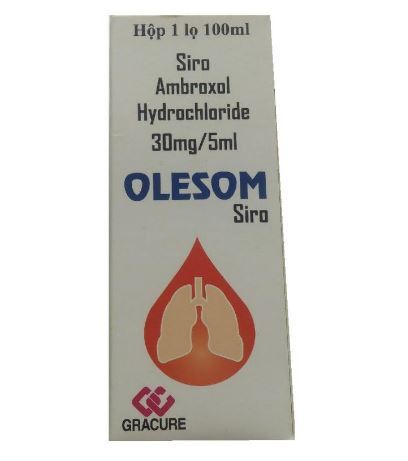 Hộp 1 lọ 100ml
Siro
Ambroxol
Hydrochloride
30mg/5ml
OLESOM
Siro
GRACURE